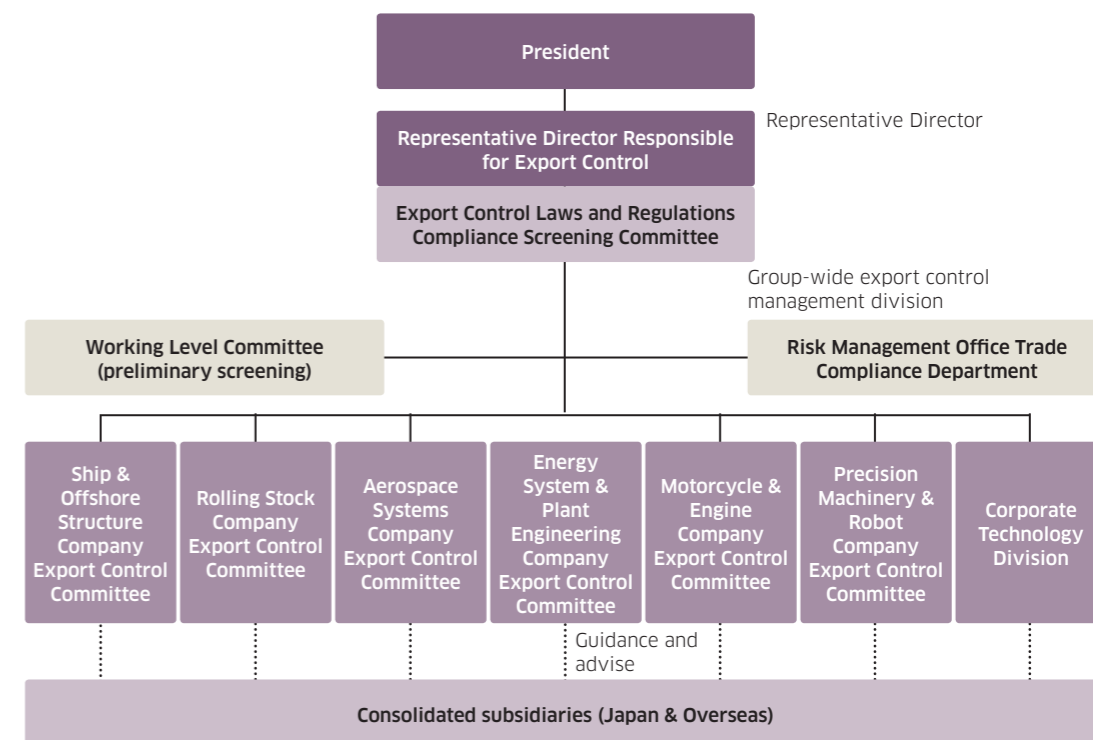 President
Representative Director Responsible
for Export Control
Representative Director
Export Control Laws and Regulations
Compliance Screening Committee
Group-wide export control
management division
Working Level Committee
(preliminary screening)
Risk Management Office Trade
Compliance Department
Ship &
Offshore
Structure
Company
Export Control
Committee
Rolling Stock
Company
Export Control
Committee
Aerospace
Systems
Company
Export Control
Committee
Energy
System &
Plant
Engineering
Company
Export Control
Committee
Motorcycle &
Engine
Company
Export Control
Committee
Precision
Machinery &
Robot
Company
Export Control
Committee
Corporate
Technology
Division
Guidance and
advise
Consolidated subsidiaries (Japan & Overseas)